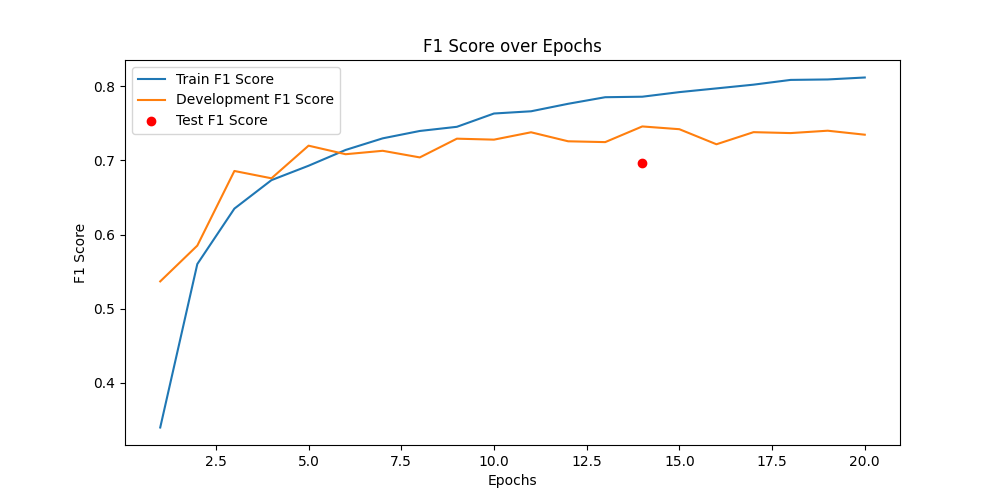 F1 Score over Epochs
Train F1 Score
Development F1 Score
Test F1 Score
0.8
0.7
0.6
0.5
0.4
F1 Score
2.5 5.0 7.5 10.0 12.5 15.0 17.5 20.0
Epochs